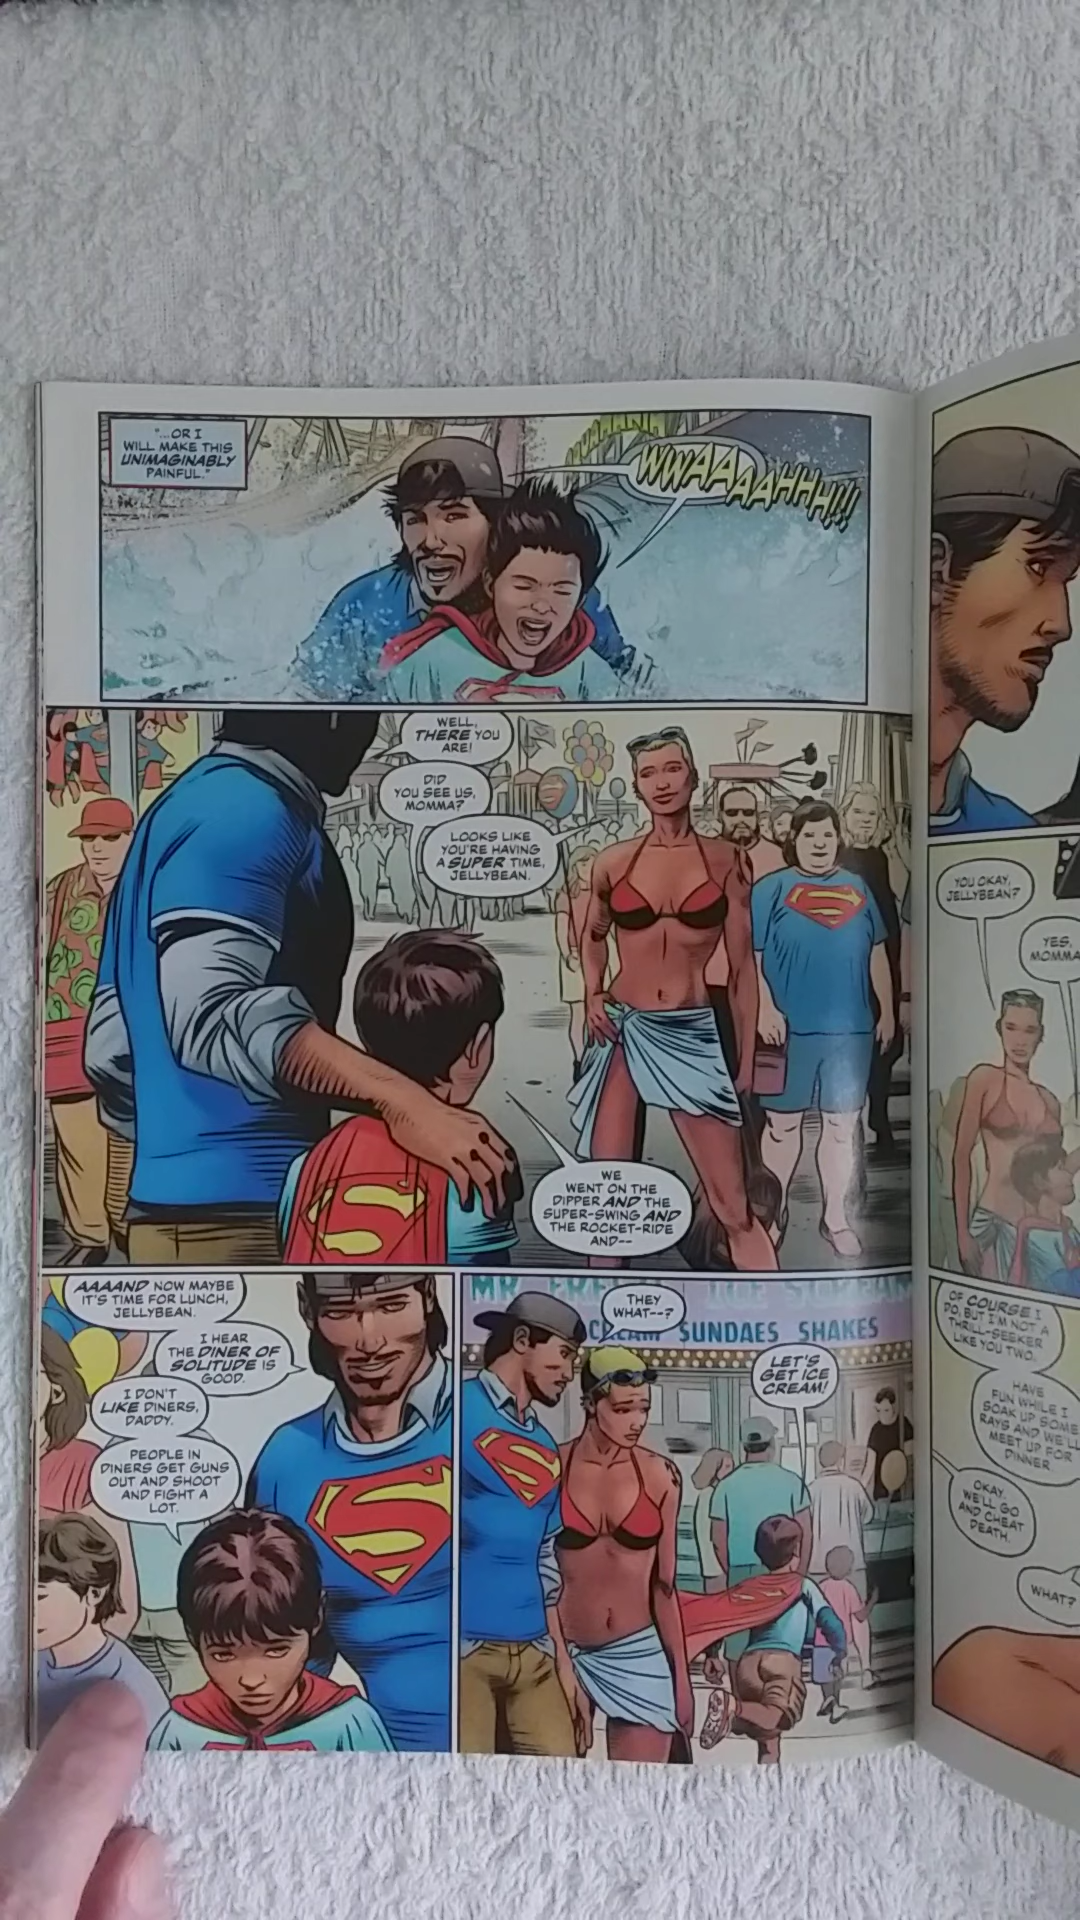 "...OR I
WILL MAKE THIS
UNIMAGINABLY
PAINFUL."
WWAAAAAHHH!!!
WELL,
THERE YOU
ARE!
DID
YOU SEE US,
MOMMA?
LOOKS LIKE
YOU'RE HAVING
A SUPER TIME,
JELLYBEAN.
WE
WENT ON THE
DIPPER AND THE
SUPER-SWING AND
THE ROCKET-RIDE
AND--
AAAAND NOW MAYBE
IT'S TIME FOR LUNCH,
JELLYBEAN.
I HEAR
THE DINER OF
SOLITUDE IS
GOOD.
I DON'T
LIKE DINERS,
DADDY.
PEOPLE IN
DINERS GET GUNS
OUT AND SHOOT
AND FIGHT A
LOT.
MR.
CREAM SUNDAES SHAKES
THEY
WHAT--?
LET'S
GET ICE
CREAM!
YOU OKAY,
JELLYBEAN?
YES,
MOMMA
OF COURSE I
DO, BUT I'M NOT A
THRILL-SEEKER
LIKE YOU TWO.
HAVE
FUN WHILE I
SOAK UP SOME
RAYS AND WE'LL
MEET UP FOR
DINNER.
OKAY.
WE'LL GO
AND CHEAT
DEATH.
WHAT?